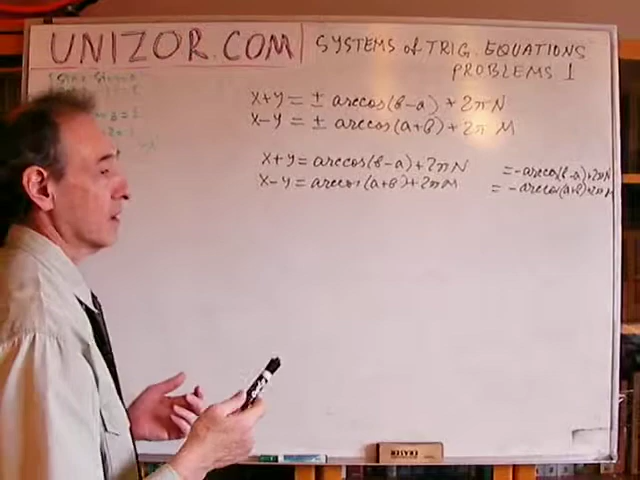 UNIZOR.COM
SYSTEMS of TRIG. EQUATIONS
PROBLEMS 1
x+y = ± arccos(b-a) + 2πN
x-y = ± arccos(a+b) + 2π M
x+y = arccos(b-a) + 2πN
x-y = arccos(a+b) + 2πM
= -arccos(b-a)+2πN
= -arccos(a+b)+2πM
ERASER